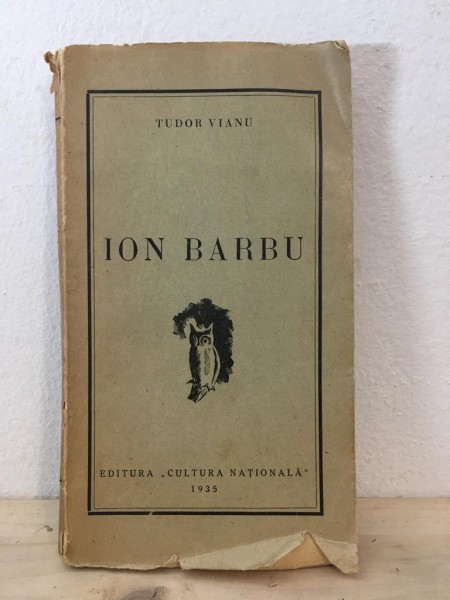 TUDOR VIANU
ION BARBU
EDITURA „CULTURA NAȚIONALĂ"
1935